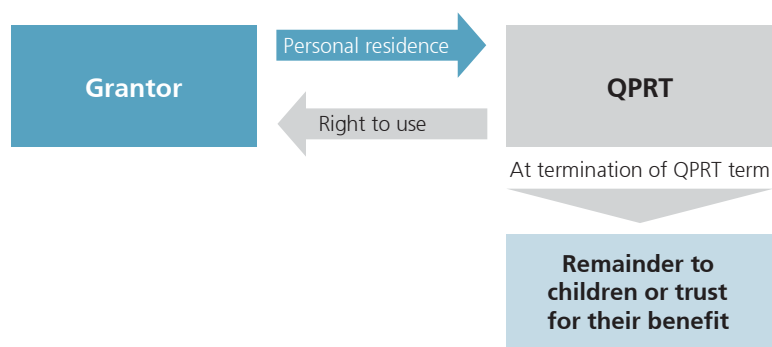 Personal residence
Grantor
QPRT
Right to use
At termination of QPRT term
Remainder to
children or trust
for their benefit